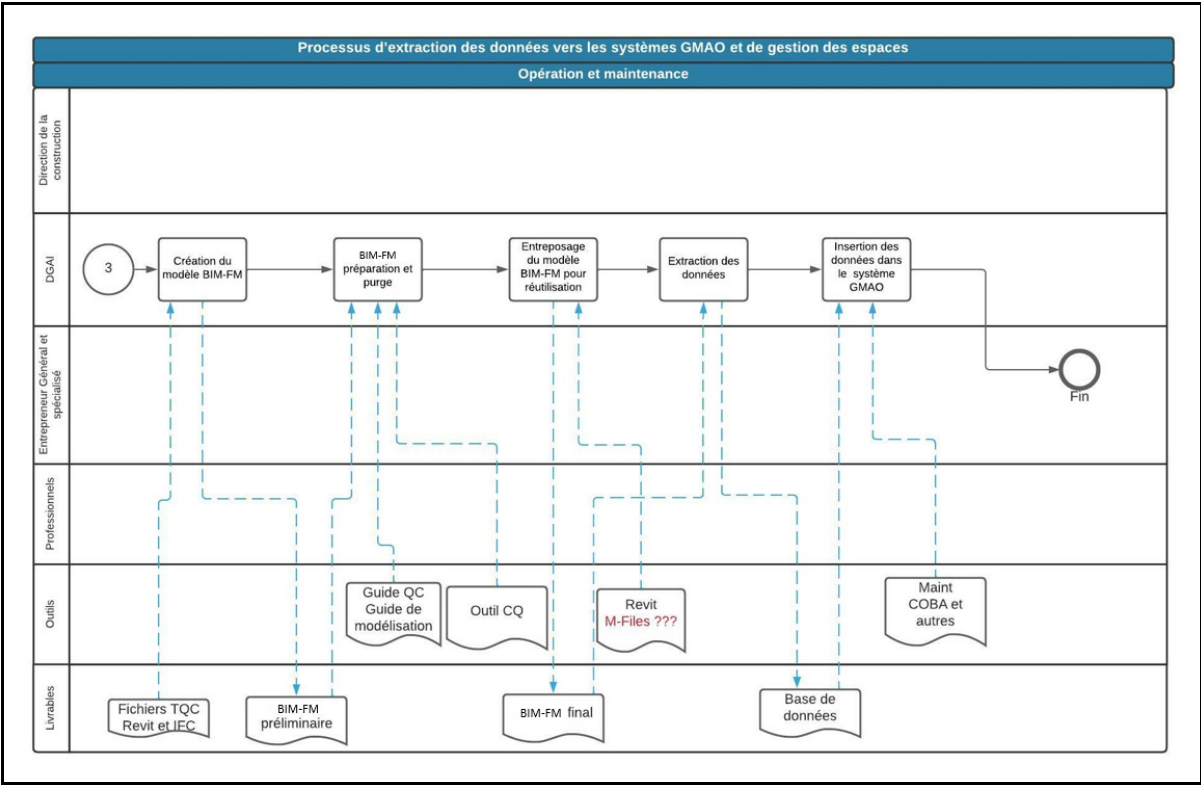 Processus d'extraction des données vers les systèmes GMAO et de gestion des espaces
Opération et maintenance
Direction de la
construction
DGAI
3
Création du
modèle BIM-FM
BIM-FM
préparation et
purge
Entreposage
du modèle
BIM-FM pour
réutilisation
Extraction des
données
Insertion des
données dans
le système
GMAO
Entrepreneur Général et
spécialisé
Fin
Professionnels
Outils
Guide QC
Guide de
modélisation
Outil CQ
Revit
M-Files ???
Maint
COBA et
autres
Livrables
Fichiers TQC
Revit et IFC
BIM-FM
préliminaire
BIM-FM final
Base de
données